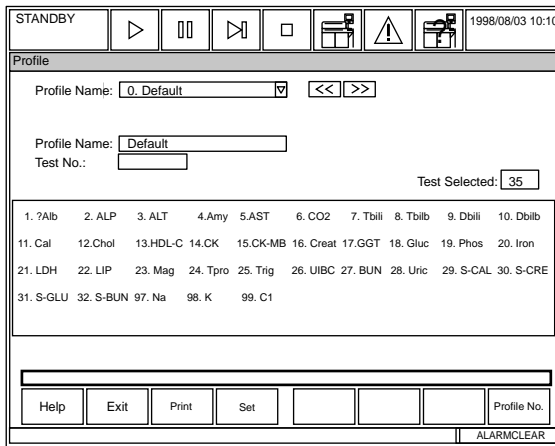 STANDBY
1998/08/03 10:10
Profile
Profile Name: 0. Default << >>
Profile Name: Default
Test No.:
Test Selected: 35
1. ?Alb 2. ALP 3. ALT 4.Amy 5.AST 6. CO2 7. Tbili 8. Tbilb 9. Dbili 10. Dbilb
11. Cal 12.Chol 13.HDL-C 14.CK 15.CK-MB 16. Creat 17.GGT 18. Gluc 19. Phos 20. Iron
21. LDH 22. LIP 23. Mag 24. Tpro 25. Trig 26. UIBC 27. BUN 28. Uric 29. S-CAL 30. S-CRE
31. S-GLU 32. S-BUN 97. Na 98. K 99. C1
Help Exit Print Set Profile No.
ALARMCLEAR